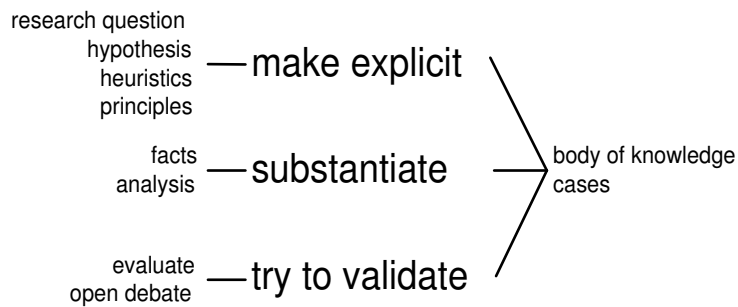 research question
hypothesis
heuristics
principles
make explicit
facts
analysis
substantiate
evaluate
open debate
try to validate
body of knowledge
cases